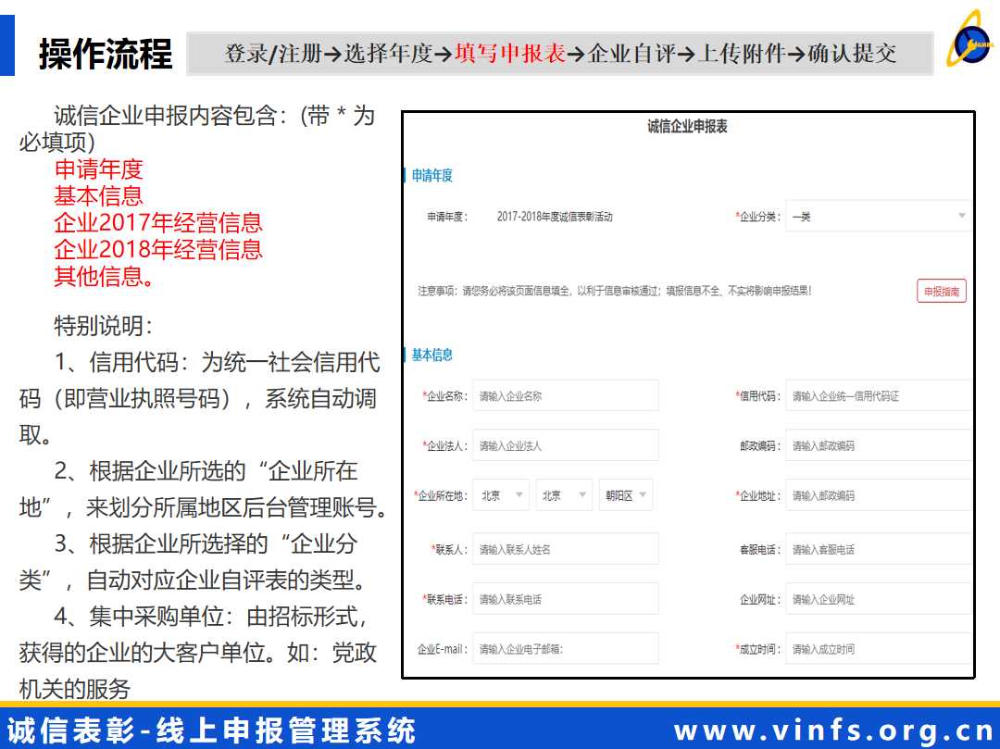 操作流程
登录/注册→选择年度→填写申报表→企业自评→上传附件→确认提交
诚信企业申报内容包含：(带 * 为
必填项)
申请年度
基本信息
企业2017年经营信息
企业2018年经营信息
其他信息。
特别说明：
1、信用代码：为统一社会信用代
码（即营业执照号码），系统自动调
取。
2、根据企业所选的“企业所在
地”，来划分所属地区后台管理账号。
3、根据企业所选择的“企业分
类”，自动对应企业自评表的类型。
4、集中采购单位：由招标形式，
获得的企业的大客户单位。如：党政
机关的服务
诚信企业申报表
申请年度
申请年度： 2017-2018年度诚信表彰活动 *企业分类： 一类
注意事项：请您务必将该页面信息填全，以利于信息审核通过；填报信息不全、不实将影响申报结果！ 申报指南
基本信息
*企业名称： 请输入企业名称 *信用代码： 请输入企业统一信用代码证
*企业法人： 请输入企业法人 邮政编码： 请输入邮政编码
*企业所在地： 北京 北京 朝阳区 *企业地址： 请输入邮政编码
*联系人： 请输入联系人姓名 客服电话： 请输入客服电话
*联系电话： 请输入联系电话 企业网址： 请输入企业网址
企业E-mail： 请输入企业电子邮箱： *成立时间： 请输入成立时间
诚信表彰-线上申报管理系统 www.vinfs.org.cn